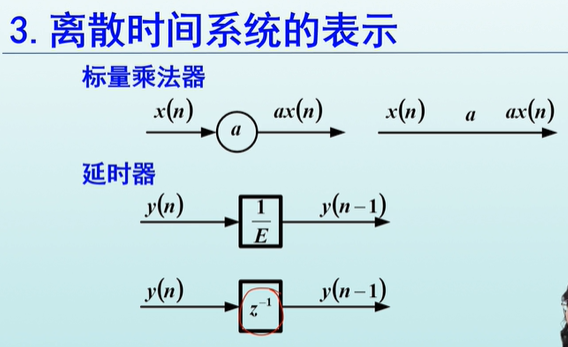 3.离散时间系统的表示
标量乘法器
x(n) a ax(n) x(n) a ax(n)
延时器
y(n) 1/E y(n−1)
y(n) z⁻¹ y(n−1)